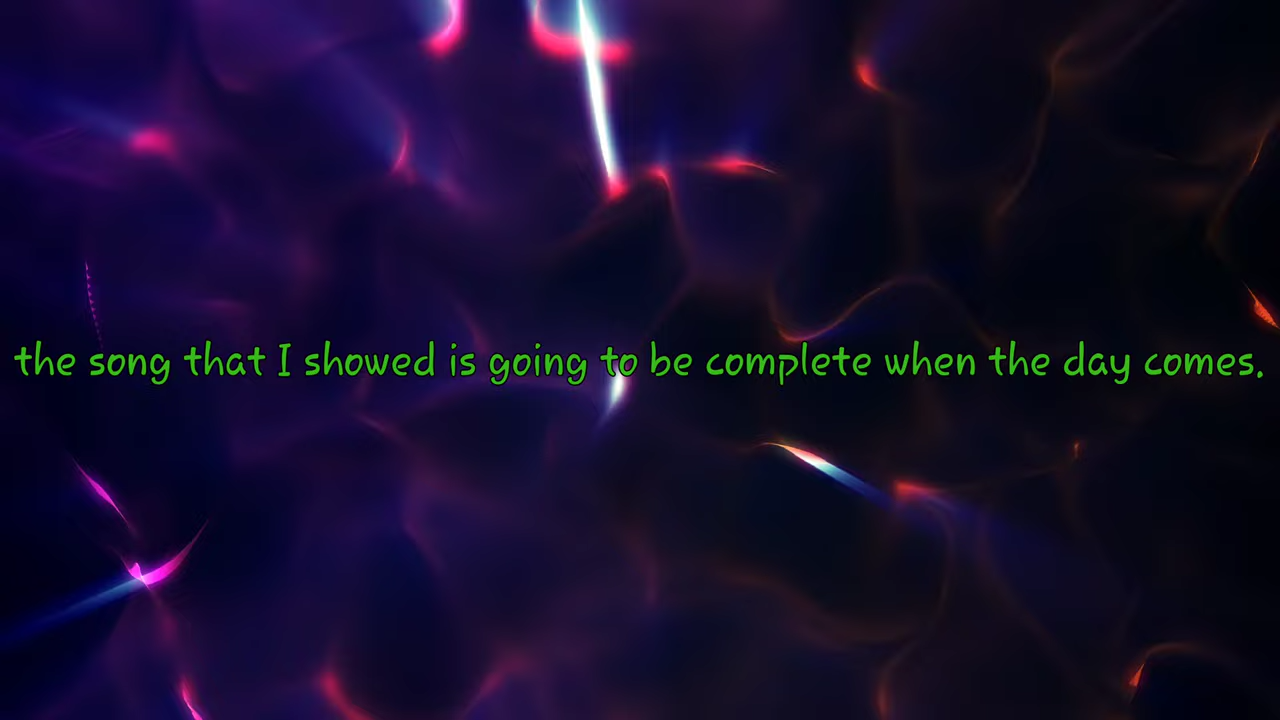 the song that I showed is going to be complete when the day comes.